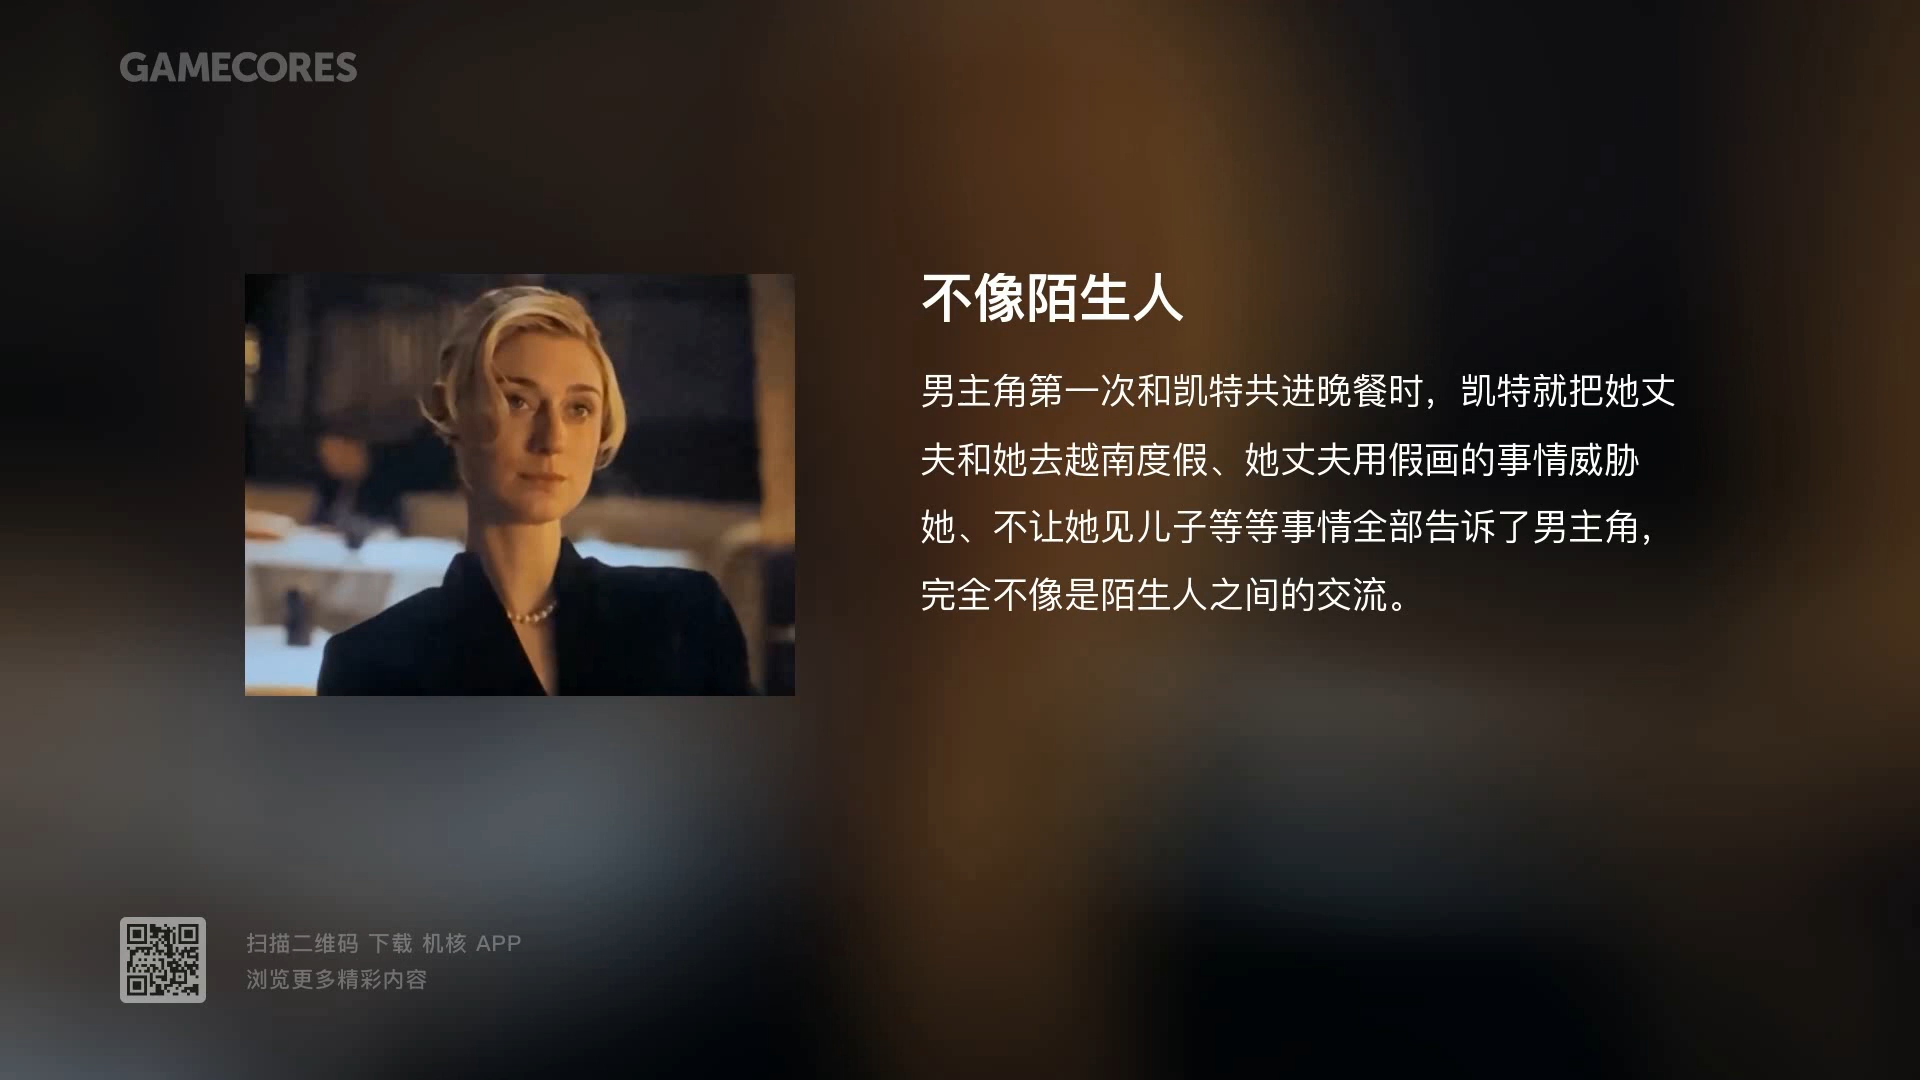 GAMECORES
不像陌生人
男主角第一次和凯特共进晚餐时，凯特就把她丈
夫和她去越南度假、她丈夫用假画的事情威胁
她、不让她见儿子等等事情全部告诉了男主角，
完全不像是陌生人之间的交流。
扫描二维码 下载 机核 APP
浏览更多精彩内容